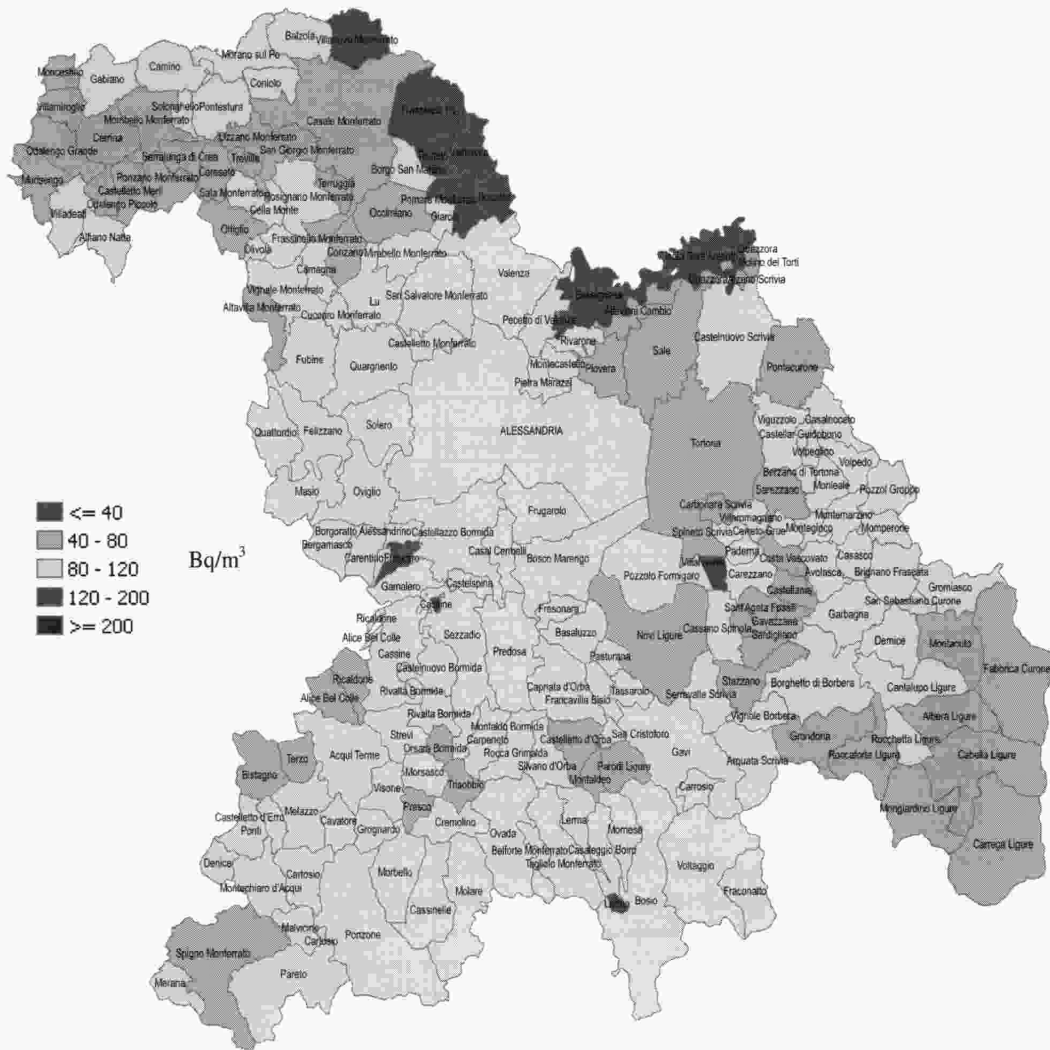 Balzola
Villanova Monferrato
Morano sul Po
Moncestino
Gabiano
Camino
Coniolo
Villamiroglio
Solonghello
Pontestura
Frassineto Po
Mombello Monferrato
Casale Monferrato
Cerrina
Ozzano Monferrato
Odalengo Grande
Serralunga di Crea
Treville
San Giorgio Monferrato
Valmacca
Borgo San Martino
Ponzano Monferrato
Cereseto
Murisengo
Terruggia
Castelletto Merli
Sala Monferrato
Rosignano Monferrato
Odalengo Piccolo
Cella Monte
Occimiano
Pomaro Monferrato
Bozzole
Villadeati
Giarole
Ottiglio
Alfiano Natta
Frassinello Monferrato
Olivola
Conzano
Mirabello Monferrato
Camagna
Valenza
Molino dei Torti
Vignale Monferrato
San Salvatore Monferrato
Bassignana
Lu
Altavilla Monferrato
Cuccaro Monferrato
Alluvioni Cambio
Pecetto di Valenza
Castelnuovo Scrivia
Castelletto Monferrato
Rivarone
Sale
Fubine
Quargnento
Montecastello
Piovera
Pontecurone
Pietra Marazzi
Viguzzolo
Casalnoceto
Quattordio
Felizzano
Solero
ALESSANDRIA
Castellar Guidobono
Tortona
Volpeglino
Volpedo
Berzano di Tortona
Masio
Oviglio
Sarezzano
Monleale
Pozzol Groppo
Carbonara Scrivia
Frugarolo
Villaromagnano
Montemarzino
Spineto Scrivia
Cerreto Grue
Montegioco
Momperone
Borgoratto Alessandrino
Castellazzo Bormida
Bergamasco
Casal Cermelli
Bosco Marengo
Paderna
Costa Vescovato
Casasco
Carentino
Villalvernia
Avolasca
Brignano Frascata
Pozzolo Formigaro
Carezzano
Gamalero
Castelspina
Castellania
Gremiasco
San Sebastiano Curone
Cassine
Fresonara
Sant'Agata Fossili
Ricaldone
Gavazzana
Garbagna
Alice Bel Colle
Sezzadio
Basaluzzo
Novi Ligure
Cassano Spinola
Sardigliano
Dernice
Montacuto
Cassine
Predosa
Pasturana
Fabbrica Curone
Castelnuovo Bormida
Ricaldone
Stazzano
Borghetto di Borbera
Cantalupo Ligure
Rivalta Bormida
Capriata d'Orba
Tassarolo
Serravalle Scrivia
Alice Bel Colle
Francavilla Bisio
Rivalta Bormida
Vignole Borbera
Albera Ligure
Montaldo Bormida
San Cristoforo
Strevi
Carpeneto
Castelletto d'Orba
Grondona
Rocchetta Ligure
Orsara Bormida
Rocca Grimalda
Gavi
Roccaforte Ligure
Cabella Ligure
Acqui Terme
Terzo
Silvano d'Orba
Parodi Ligure
Arquata Scrivia
Bistagno
Morsasco
Montaldeo
Visone
Trisobbio
Carrosio
Prasco
Mongiardino Ligure
Melazzo
Castelletto d'Erro
Cavatore
Cremolino
Lerma
Ponti
Grognardo
Ovada
Mornese
Carrega Ligure
Belforte Monferrato
Casaleggio Boiro
Denice
Tagliolo Monferrato
Voltaggio
Cartosio
Morbello
Montechiaro d'Acqui
Molare
Fraconalto
Bosio
Cassinelle
Malvicino
Ponzone
Cartosio
Spigno Monferrato
Pareto
Merana
<= 40
40 - 80
80 - 120
120 - 200
>= 200
Bq/m³